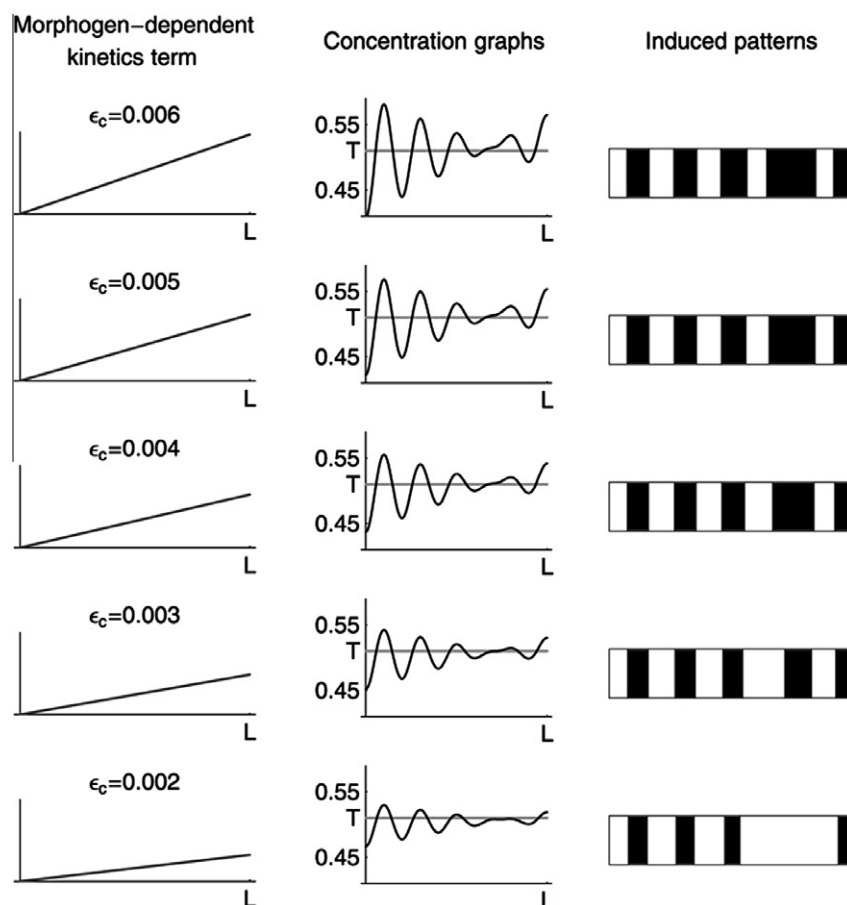 Morphogen-dependent
kinetics term
Concentration graphs
Induced patterns
ϵc=0.006
L
0.55
T
0.45
L
ϵc=0.005
L
0.55
T
0.45
L
ϵc=0.004
L
0.55
T
0.45
L
ϵc=0.003
L
0.55
T
0.45
L
ϵc=0.002
L
0.55
T
0.45
L